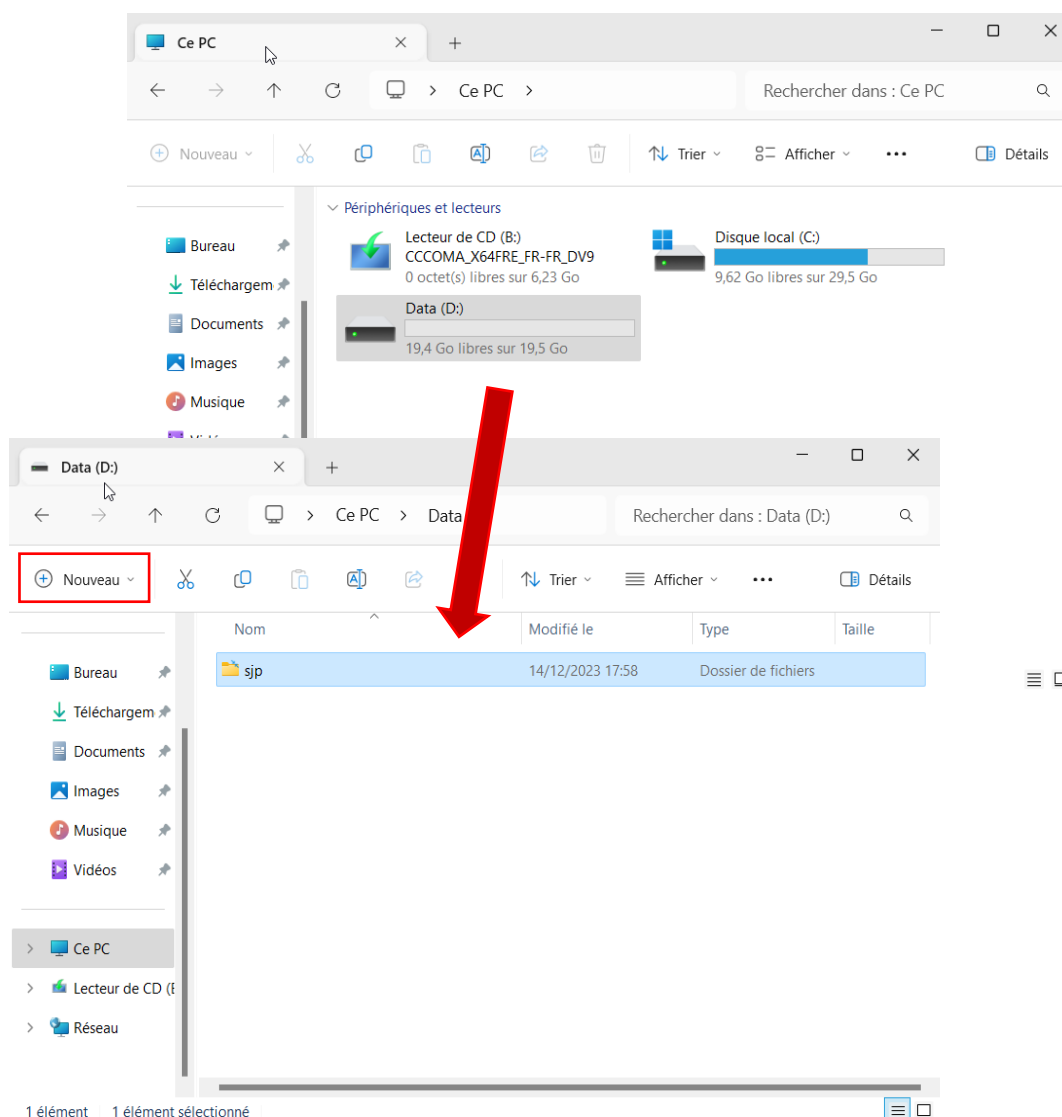 Ce PC
Ce PC
Rechercher dans : Ce PC
Nouveau
Trier
Afficher
Détails
Périphériques et lecteurs
Bureau
Téléchargem
Documents
Images
Musique
Lecteur de CD (B:)
CCCOMA_X64FRE_FR-FR_DV9
0 octet(s) libres sur 6,23 Go
Disque local (C:)
9,62 Go libres sur 29,5 Go
Data (D:)
19,4 Go libres sur 19,5 Go
Data (D:)
Ce PC Data
Rechercher dans : Data (D:)
Nouveau
Trier
Afficher
Détails
Nom Modifié le Type Taille
sjp 14/12/2023 17:58 Dossier de fichiers
Bureau
Téléchargem
Documents
Images
Musique
Vidéos
Ce PC
Lecteur de CD (
Réseau
1 élément 1 élément sélectionné